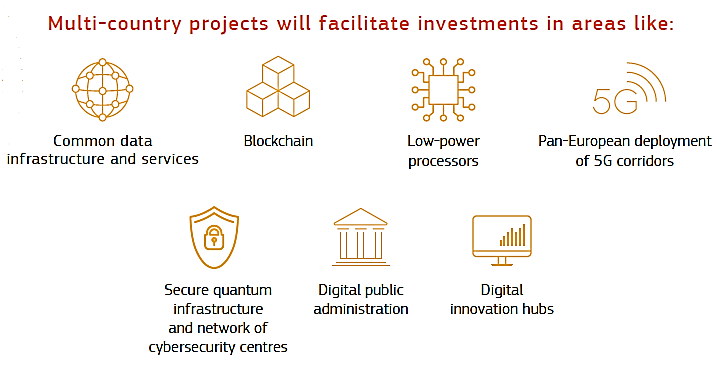 Multi-country projects will facilitate investments in areas like:
Common data
infrastructure and services
Blockchain
Low-power
processors
5G
Pan-European deployment
of 5G corridors
Secure quantum
infrastructure
and network of
cybersecurity centres
Digital public
administration
Digital
innovation hubs